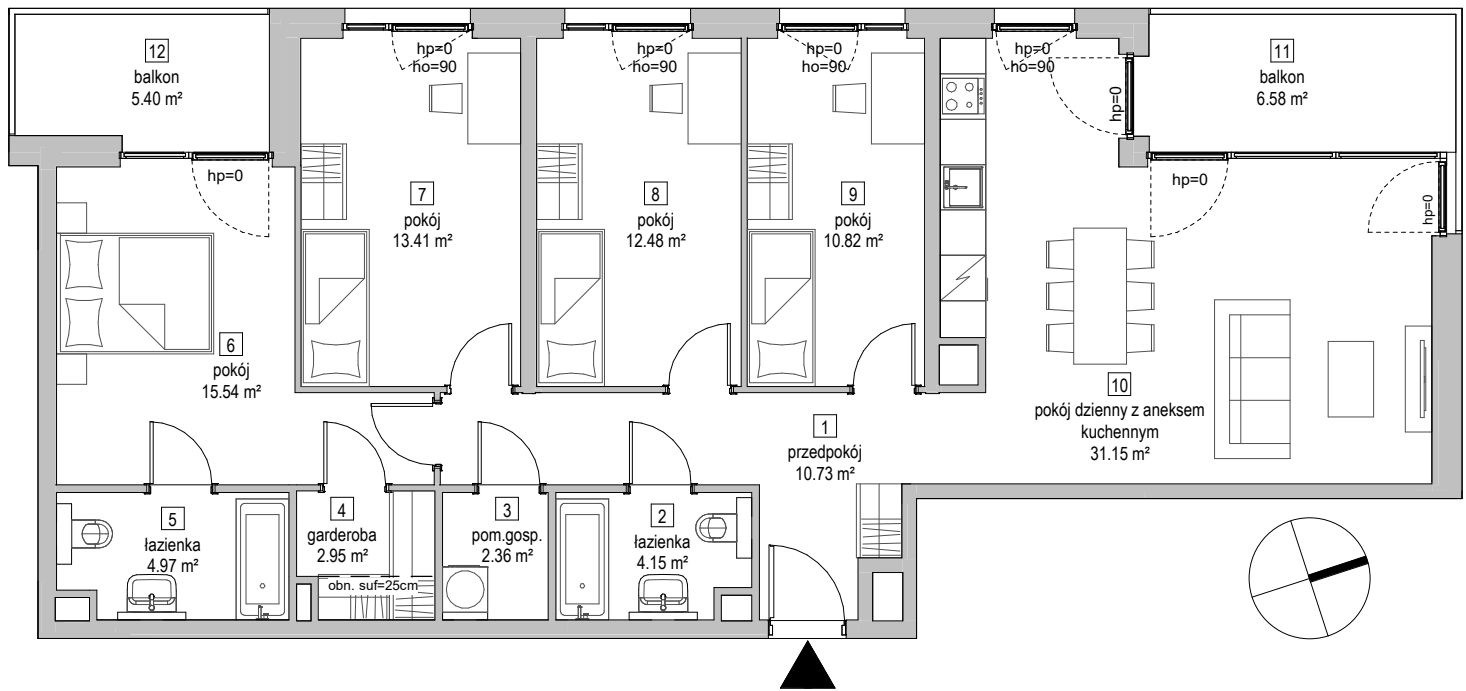 12
balkon
5.40 m²
hp=0
ho=90
hp=0
ho=90
hp=0
ho=90
hp=0
ho=90
hp=0
11
balkon
6.58 m²
hp=0
hp=0
hp=0
7
pokój
13.41 m²
8
pokój
12.48 m²
9
pokój
10.82 m²
6
pokój
15.54 m²
10
pokój dzienny z aneksem
kuchennym
31.15 m²
1
przedpokój
10.73 m²
5
łazienka
4.97 m²
4
garderoba
2.95 m²
obn. suf=25cm
3
pom.gosp.
2.36 m²
2
łazienka
4.15 m²